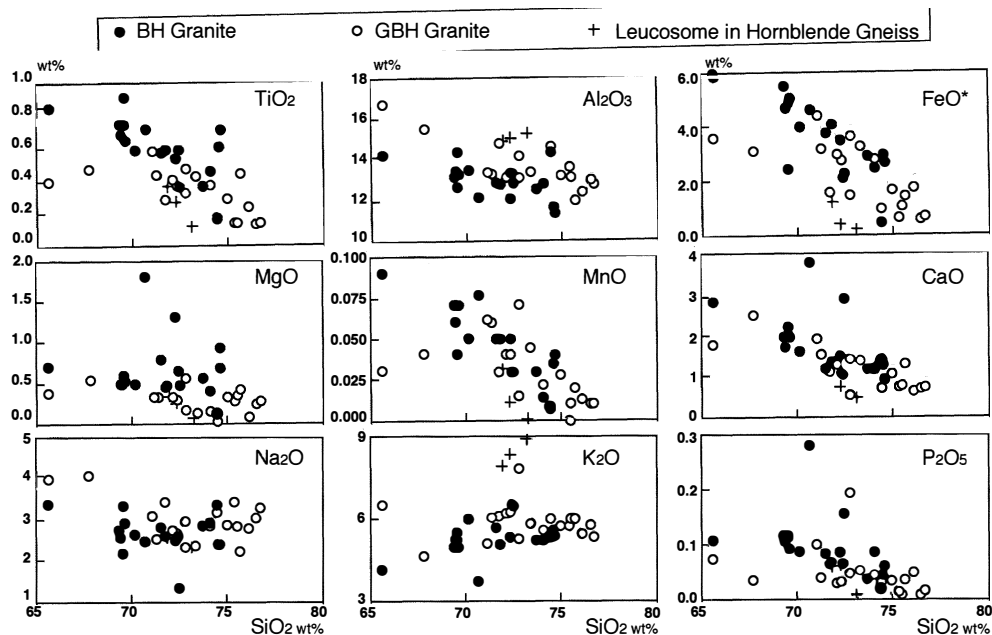 ● BH Granite ○ GBH Granite + Leucosome in Hornblende Gneiss
wt% wt%
1.0 18 6.0
TiO2 Al2O3 FeO*
0.8 16
0.6 4.0
0.4 14
2.0
0.2 12
0.0 10 0.0
2.0 0.100 4
MgO MnO CaO
1.5 0.075 3
1.0 0.050 2
0.5 0.025 1
0.0 0.000 0
5 9 0.3
Na2O K2O P2O5
4 0.2
3 6
2 0.1
1 3 0.0
65 70 75 80 65 70 75 80 65 70 75 80
SiO2 wt% SiO2 wt% SiO2 wt%